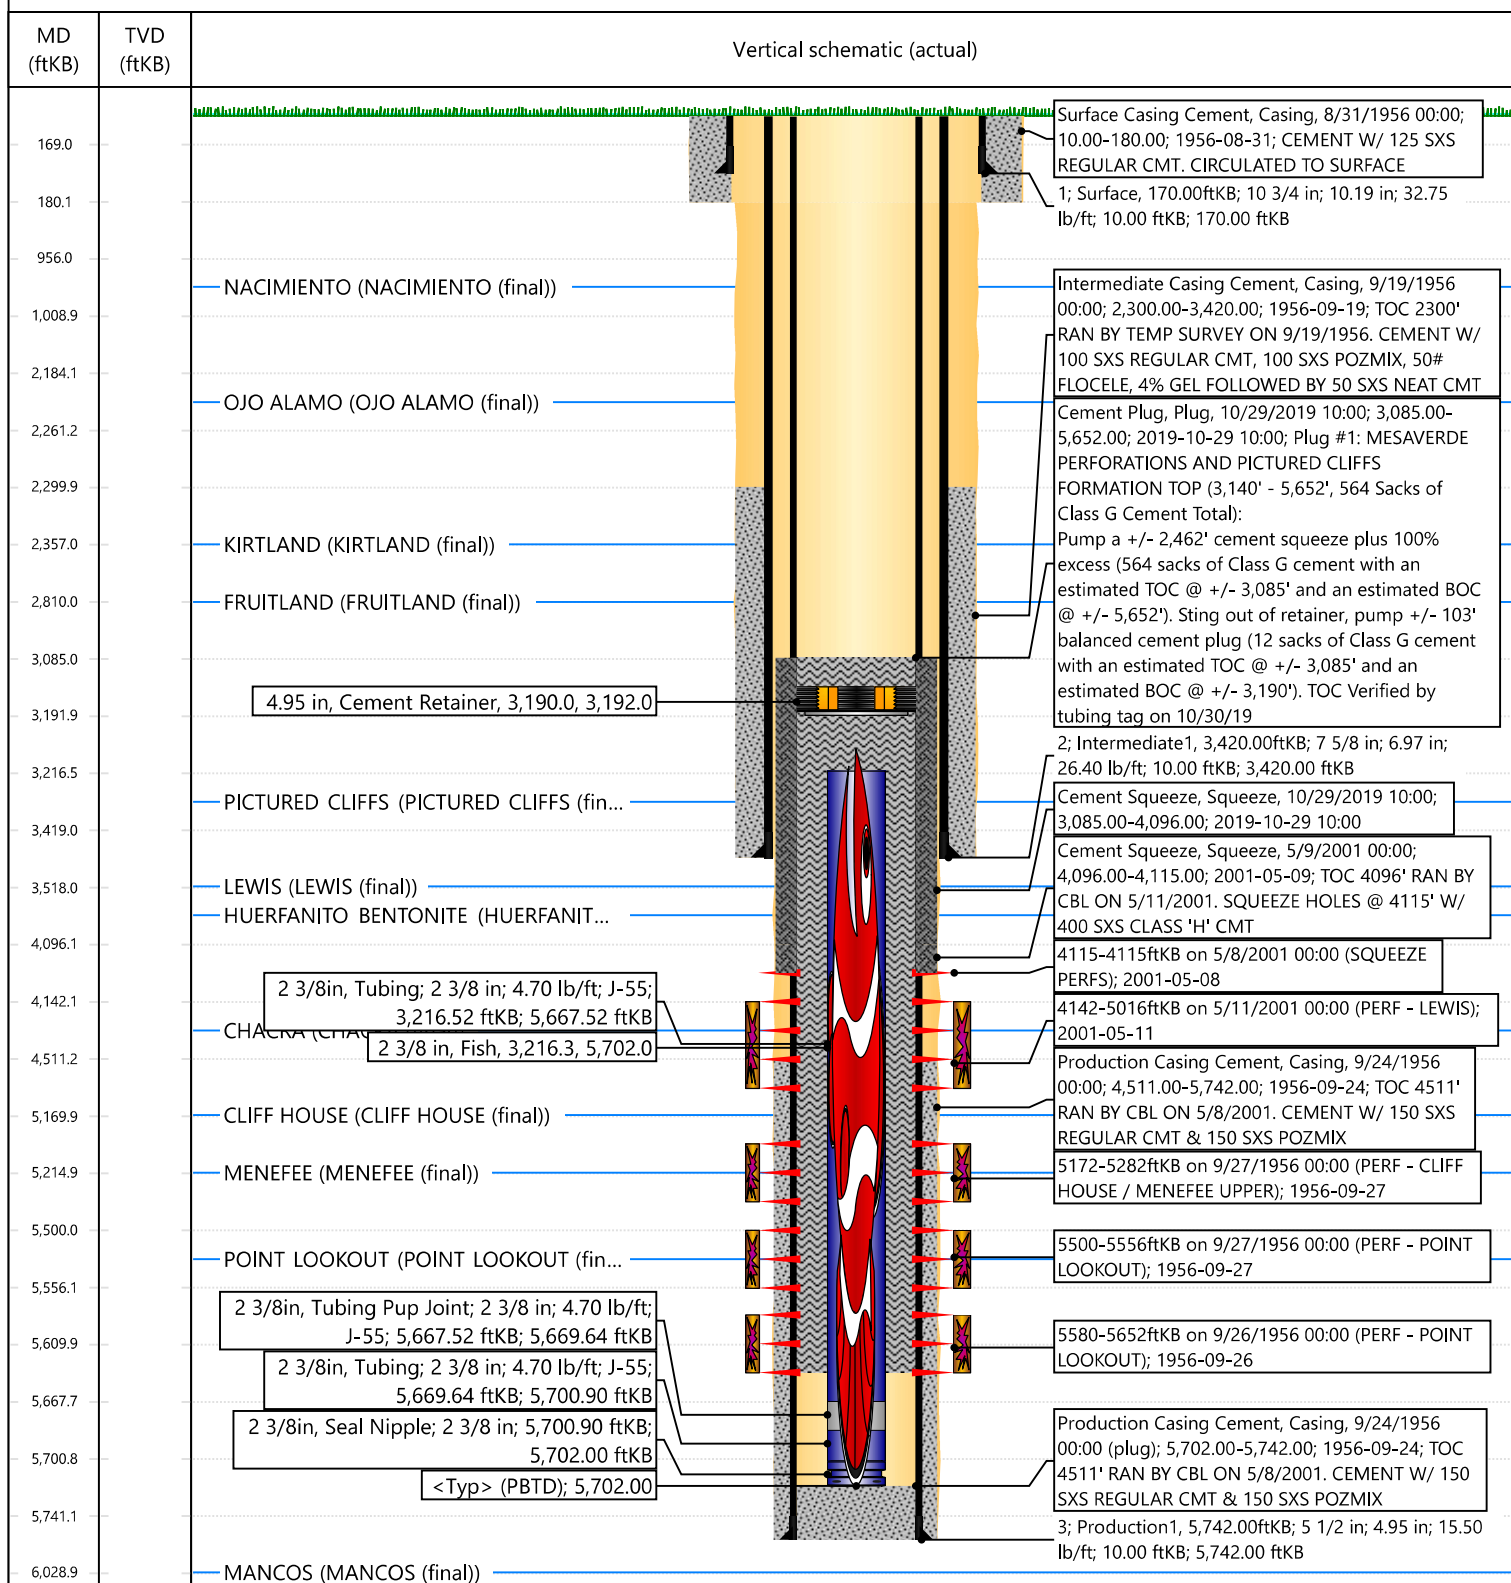 MD
(ftKB)
TVD
(ftKB)
Vertical schematic (actual)
169.0
180.1
956.0
1,008.9
2,184.1
2,261.2
2,299.9
2,357.0
2,810.0
3,085.0
3,191.9
3,216.5
3,419.0
3,518.0
4,096.1
4,142.1
4,511.2
5,169.9
5,214.9
5,500.0
5,556.1
5,609.9
5,667.7
5,700.8
5,741.1
6,028.9
NACIMIENTO (NACIMIENTO (final))
OJO ALAMO (OJO ALAMO (final))
KIRTLAND (KIRTLAND (final))
FRUITLAND (FRUITLAND (final))
4.95 in, Cement Retainer, 3,190.0, 3,192.0
PICTURED CLIFFS (PICTURED CLIFFS (fin...
LEWIS (LEWIS (final))
HUERFANITO BENTONITE (HUERFANIT...
2 3/8in, Tubing; 2 3/8 in; 4.70 lb/ft; J-55;
3,216.52 ftKB; 5,667.52 ftKB
CHACRA (CHAC
2 3/8 in, Fish, 3,216.3, 5,702.0
CLIFF HOUSE (CLIFF HOUSE (final))
MENEFEE (MENEFEE (final))
POINT LOOKOUT (POINT LOOKOUT (fin...
2 3/8in, Tubing Pup Joint; 2 3/8 in; 4.70 lb/ft;
J-55; 5,667.52 ftKB; 5,669.64 ftKB
2 3/8in, Tubing; 2 3/8 in; 4.70 lb/ft; J-55;
5,669.64 ftKB; 5,700.90 ftKB
2 3/8in, Seal Nipple; 2 3/8 in; 5,700.90 ftKB;
5,702.00 ftKB
<Typ> (PBTD); 5,702.00
MANCOS (MANCOS (final))
Surface Casing Cement, Casing, 8/31/1956 00:00;
10.00-180.00; 1956-08-31; CEMENT W/ 125 SXS
REGULAR CMT. CIRCULATED TO SURFACE
1; Surface, 170.00ftKB; 10 3/4 in; 10.19 in; 32.75
lb/ft; 10.00 ftKB; 170.00 ftKB
Intermediate Casing Cement, Casing, 9/19/1956
00:00; 2,300.00-3,420.00; 1956-09-19; TOC 2300'
RAN BY TEMP SURVEY ON 9/19/1956. CEMENT W/
100 SXS REGULAR CMT, 100 SXS POZMIX, 50#
FLOCELE, 4% GEL FOLLOWED BY 50 SXS NEAT CMT
Cement Plug, Plug, 10/29/2019 10:00; 3,085.00-
5,652.00; 2019-10-29 10:00; Plug #1: MESAVERDE
PERFORATIONS AND PICTURED CLIFFS
FORMATION TOP (3,140' - 5,652', 564 Sacks of
Class G Cement Total):
Pump a +/- 2,462' cement squeeze plus 100%
excess (564 sacks of Class G cement with an
estimated TOC @ +/- 3,085' and an estimated BOC
@ +/- 5,652'). Sting out of retainer, pump +/- 103'
balanced cement plug (12 sacks of Class G cement
with an estimated TOC @ +/- 3,085' and an
estimated BOC @ +/- 3,190'). TOC Verified by
tubing tag on 10/30/19
2; Intermediate1, 3,420.00ftKB; 7 5/8 in; 6.97 in;
26.40 lb/ft; 10.00 ftKB; 3,420.00 ftKB
Cement Squeeze, Squeeze, 10/29/2019 10:00;
3,085.00-4,096.00; 2019-10-29 10:00
Cement Squeeze, Squeeze, 5/9/2001 00:00;
4,096.00-4,115.00; 2001-05-09; TOC 4096' RAN BY
CBL ON 5/11/2001. SQUEEZE HOLES @ 4115' W/
400 SXS CLASS 'H' CMT
4115-4115ftKB on 5/8/2001 00:00 (SQUEEZE
PERFS); 2001-05-08
4142-5016ftKB on 5/11/2001 00:00 (PERF - LEWIS);
2001-05-11
Production Casing Cement, Casing, 9/24/1956
00:00; 4,511.00-5,742.00; 1956-09-24; TOC 4511'
RAN BY CBL ON 5/8/2001. CEMENT W/ 150 SXS
REGULAR CMT & 150 SXS POZMIX
5172-5282ftKB on 9/27/1956 00:00 (PERF - CLIFF
HOUSE / MENEFEE UPPER); 1956-09-27
5500-5556ftKB on 9/27/1956 00:00 (PERF - POINT
LOOKOUT); 1956-09-27
5580-5652ftKB on 9/26/1956 00:00 (PERF - POINT
LOOKOUT); 1956-09-26
Production Casing Cement, Casing, 9/24/1956
00:00 (plug); 5,702.00-5,742.00; 1956-09-24; TOC
4511' RAN BY CBL ON 5/8/2001. CEMENT W/ 150
SXS REGULAR CMT & 150 SXS POZMIX
3; Production1, 5,742.00ftKB; 5 1/2 in; 4.95 in; 15.50
lb/ft; 10.00 ftKB; 5,742.00 ftKB